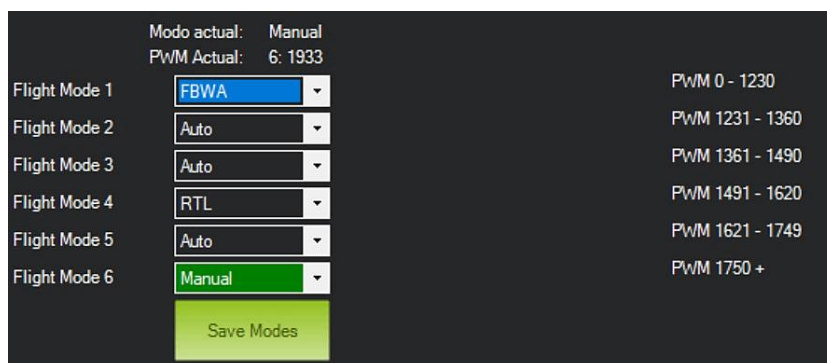 Modo actual: Manual
PWM Actual: 6: 1933
Flight Mode 1 FBWA PWM 0 - 1230
Flight Mode 2 Auto PWM 1231 - 1360
Flight Mode 3 Auto PWM 1361 - 1490
Flight Mode 4 RTL PWM 1491 - 1620
Flight Mode 5 Auto PWM 1621 - 1749
Flight Mode 6 Manual PWM 1750 +
Save Modes